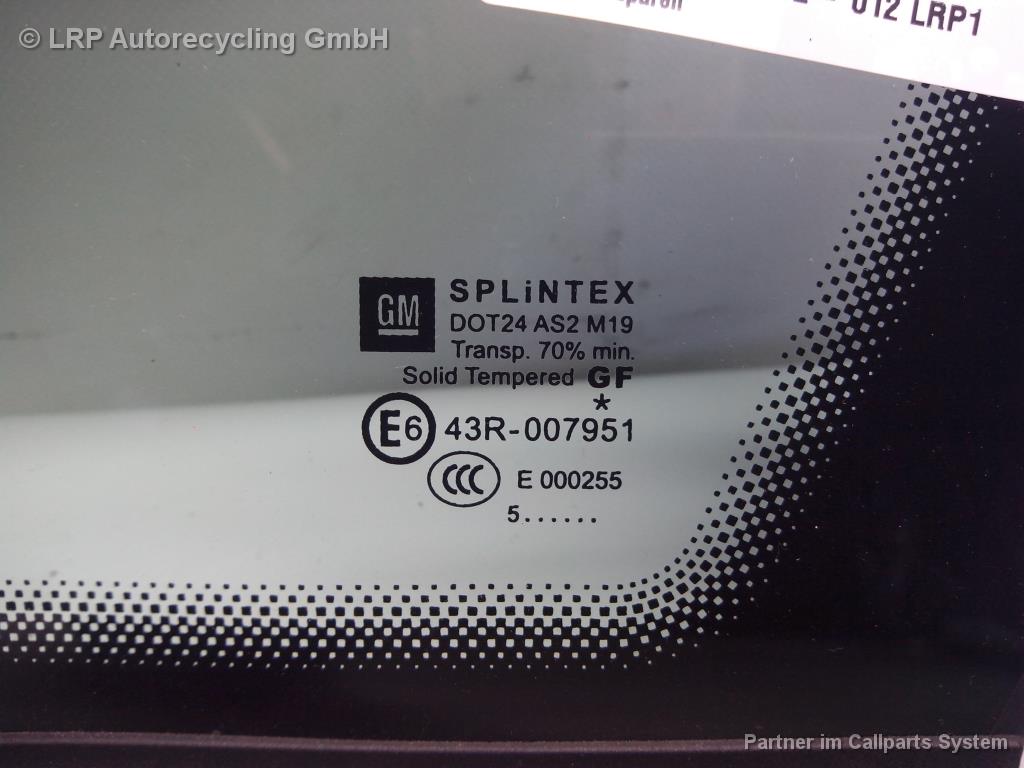 012 LRP1
© LRP Autorecycling GmbH
GM
SPLiNTEX
DOT24 AS2 M19
Transp. 70% min.
Solid Tempered GF
*
E6 43R-007951
CCC E 000255
5......
Partner im Callparts System